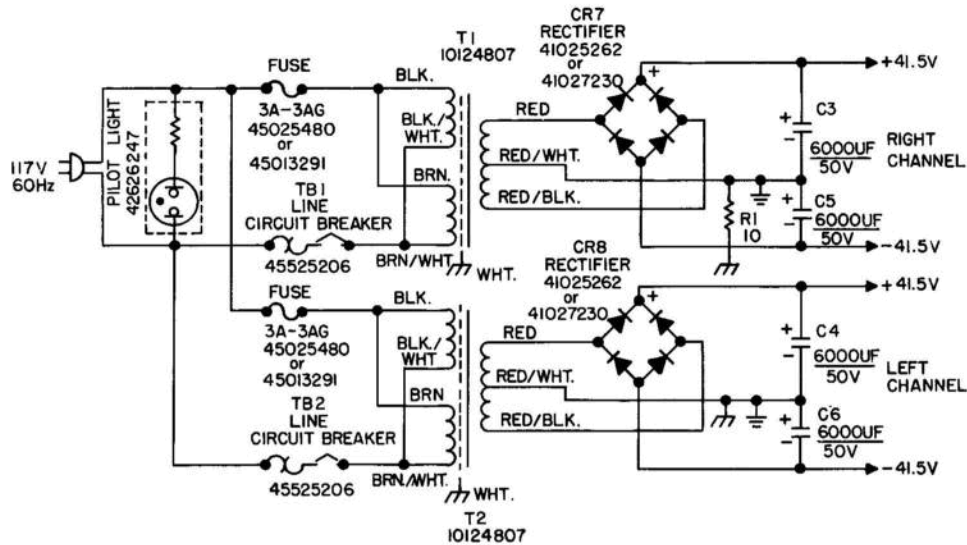 CR7
RECTIFIER
41025262
or
41027230
T1
10124807
FUSE
3A-3AG
45025480
or
45013291
BLK.
BLK/
WHT.
BRN.
BRN/WHT.
WHT.
RED
RED/WHT.
RED/BLK.
+
+41.5V
+
C3
-
6000UF
50V
RIGHT
CHANNEL
+
C5
-
6000UF
50V
-41.5V
R1
10
PILOT LIGHT
42626247
117V
60Hz
TB1
LINE
CIRCUIT BREAKER
45525206
CR8
RECTIFIER
41025262
or
41027230
FUSE
3A-3AG
45025480
or
45013291
BLK.
BLK/
WHT
BRN
BRN/WHT.
WHT.
RED
RED/WHT.
RED/BLK.
+
+41.5V
+
C4
-
6000UF
50V
LEFT
CHANNEL
+
C6
-
6000UF
50V
-41.5V
TB2
LINE
CIRCUIT BREAKER
45525206
T2
10124807